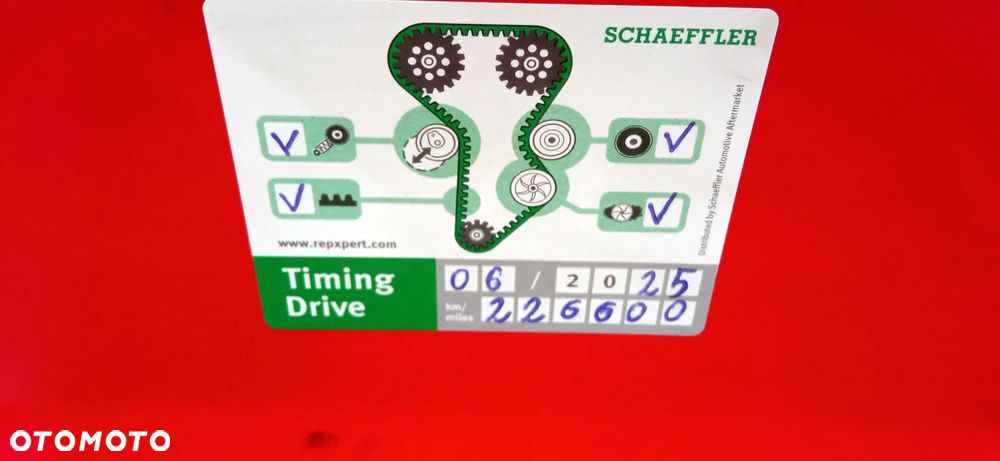 SCHAEFFLER
Distributed by Schaeffler Automotive Aftermarket
www.repxpert.com
Timing
Drive
06 / 2025
km/
miles
226600
OTOMOTO